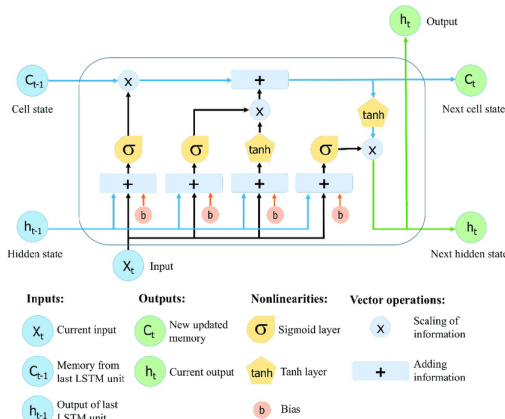 hₜ Output
Cₜ₋₁ x + Cₜ
Cell state Next cell state
tanh
x
σ σ tanh σ x
+ + + +
b b b b
hₜ₋₁ hₜ
Hidden state Next hidden state
Xₜ Input
Inputs: Outputs: Nonlinearities: Vector operations:
Xₜ Current input
Cₜ₋₁ Memory from
last LSTM unit
hₜ₋₁ Output of last
LSTM unit
Cₜ New updated
memory
hₜ Current output
σ Sigmoid layer
tanh Tanh layer
b Bias
x Scaling of
information
+ Adding
information